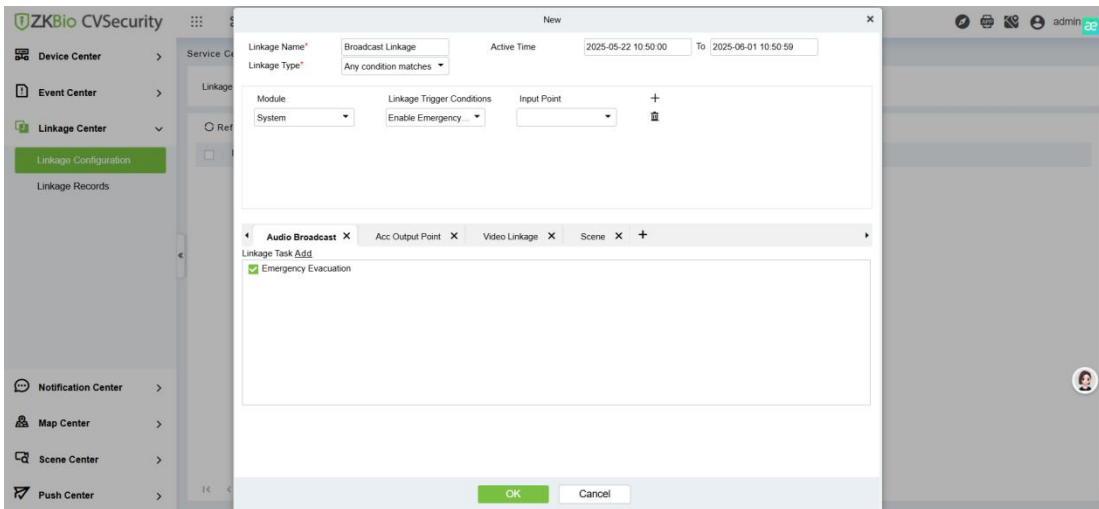 ZKBio CVSecurity
New
admin
æ
Device Center
Service Ce
Linkage Name* Broadcast Linkage Active Time 2025-05-22 10:50:00 To 2025-06-01 10:50:59
Linkage Type* Any condition matches
Event Center
Linkage
Module Linkage Trigger Conditions Input Point
System Enable Emergency...
Linkage Center
Ref
Linkage Configuration
Linkage Records
Audio Broadcast Acc Output Point Video Linkage Scene
Linkage Task Add
Emergency Evacuation
Notification Center
Map Center
Scene Center
Push Center
OK Cancel